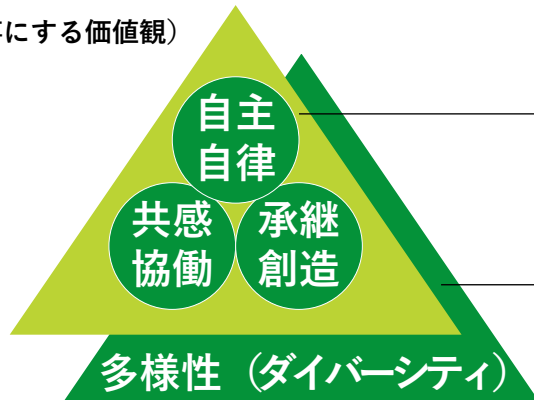 にする価値観）
自主
自律
共感
協働
承継
創造
多様性（ダイバーシティ）